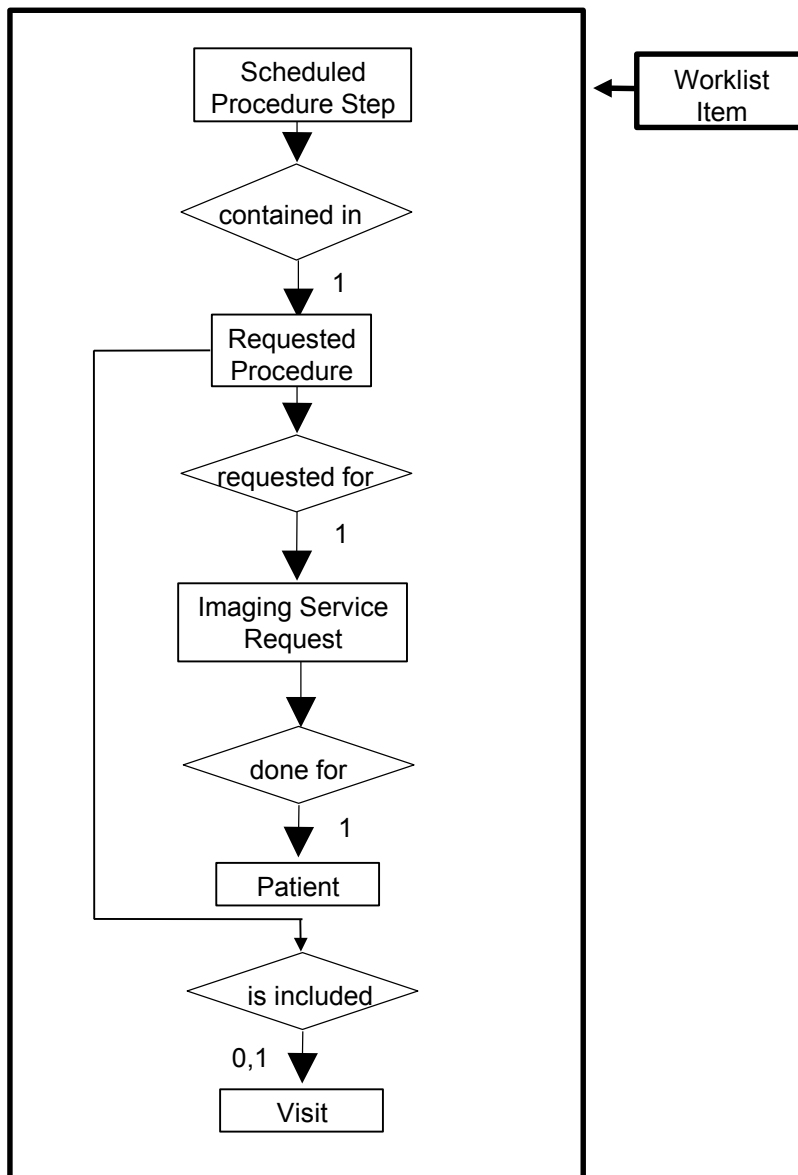 Scheduled
Procedure Step
Worklist
Item
contained in
1
Requested
Procedure
requested for
1
Imaging Service
Request
done for
1
Patient
is included
0,1
Visit